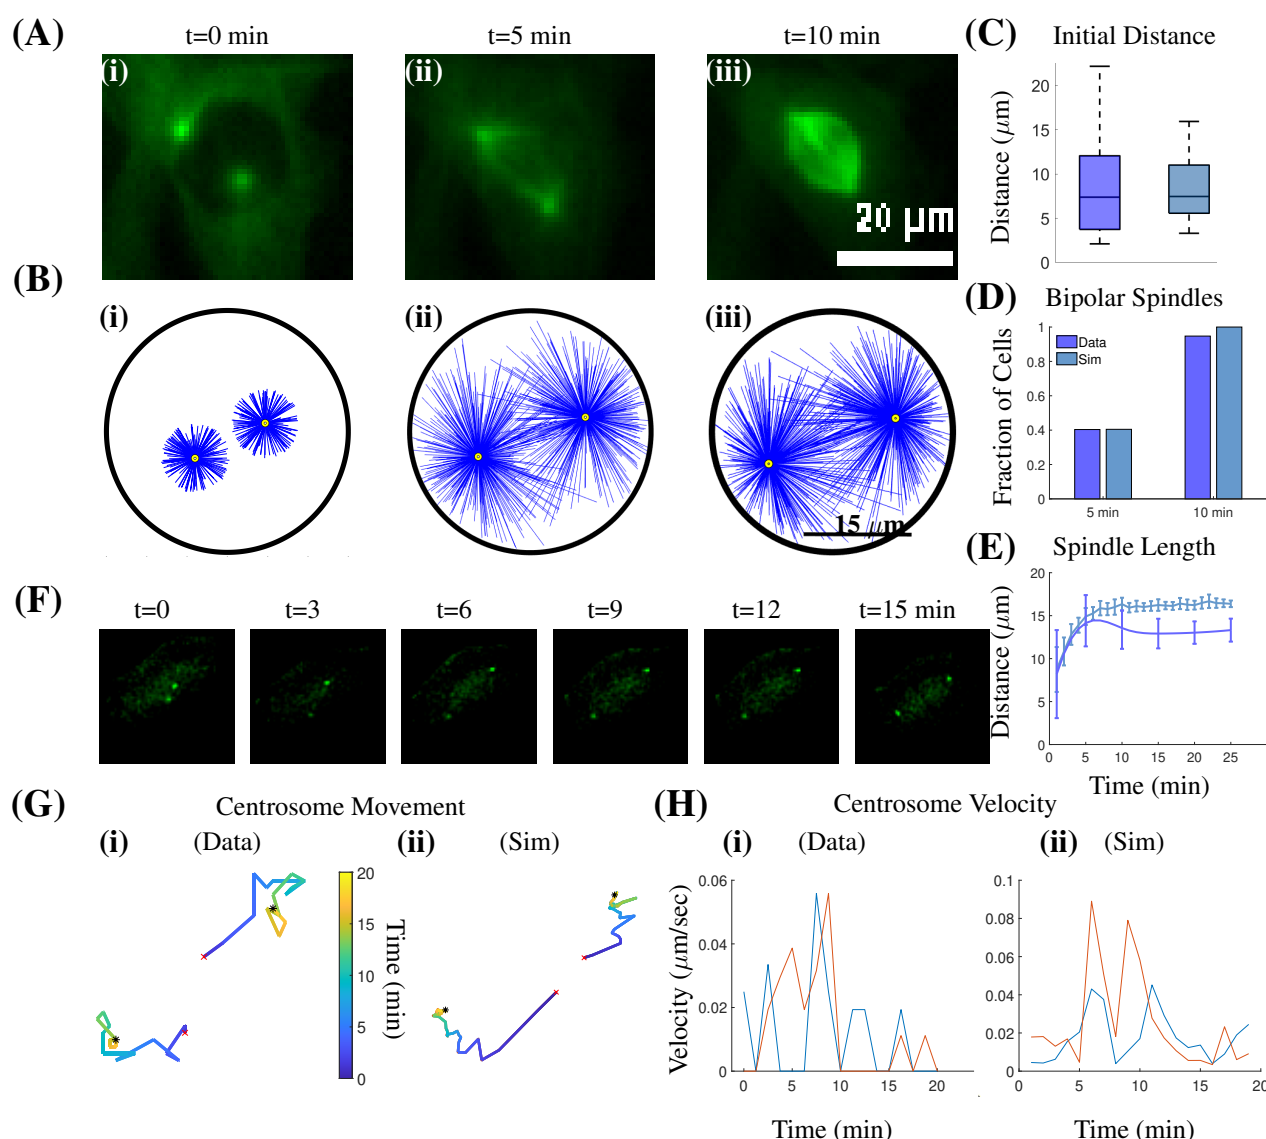 (A)
t=0 min
t=5 min
t=10 min
(i)
(ii)
(iii)
20 µm
(B)
(i)
(ii)
(iii)
15 µm
(C)
Initial Distance
Distance (µm)
20
15
10
5
0
(D)
Bipolar Spindles
Fraction of Cells
1
0.8
0.6
0.4
0.2
0
Data
Sim
5 min
10 min
(E)
Spindle Length
Distance (µm)
20
15
10
5
0
0
5
10
15
20
25
Time (min)
(F)
t=0
t=3
t=6
t=9
t=12
t=15 min
(G)
Centrosome Movement
(i)
(Data)
(ii)
(Sim)
20
15
10
5
0
Time (min)
(H)
Centrosome Velocity
(i)
(Data)
Velocity (µm/sec)
0.06
0.04
0.02
0
0
5
10
15
20
Time (min)
(ii)
(Sim)
0.1
0.08
0.06
0.04
0.02
0
0
5
10
15
20
Time (min)